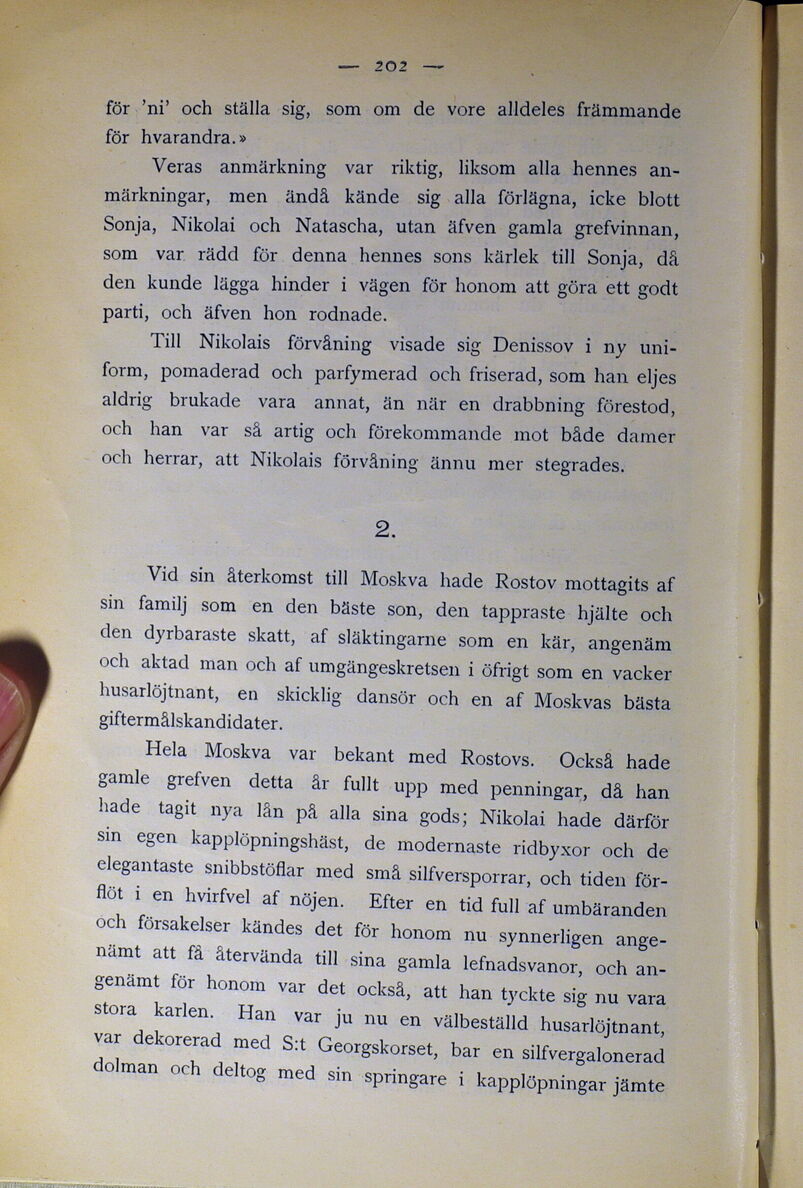 — 202 —
för 'ni' och ställa sig, som om de vore alldeles främmande
för hvarandra.»
Veras anmärkning var riktig, liksom alla hennes an-
märkningar, men ändå kände sig alla förlägna, icke blott
Sonja, Nikolai och Natascha, utan äfven gamla grefvinnan,
som var rädd för denna hennes sons kärlek till Sonja, då
den kunde lägga hinder i vägen för honom att göra ett godt
parti, och äfven hon rodnade.
Till Nikolais förvåning visade sig Denissov i ny uni-
form, pomaderad och parfymerad och friserad, som han eljes
aldrig brukade vara annat, än när en drabbning förestod,
och han var så artig och förekommande mot både damer
och herrar, att Nikolais förvåning ännu mer stegrades.
2.
Vid sin återkomst till Moskva hade Rostov mottagits af
sin familj som en den bäste son, den tappraste hjälte och
den dyrbaraste skatt, af släktingarne som en kär, angenäm
och aktad man och af umgängeskretsen i öfrigt som en vacker
husarlöjtnant, en skicklig dansör och en af Moskvas bästa
giftermålskandidater.
Hela Moskva var bekant med Rostovs. Också hade
gamle grefven detta år fullt upp med penningar, då han
hade tagit nya lån på alla sina gods; Nikolai hade därför
sin egen kapplöpningshäst, de modernaste ridbyxor och de
elegantaste snibbstöflar med små silfversporrar, och tiden för-
flöt i en hvirfvel af nöjen. Efter en tid full af umbäranden
och försakelser kändes det för honom nu synnerligen ange-
nämt att få återvända till sina gamla lefnadsvanor, och an-
genämt för honom var det också, att han tyckte sig nu vara
stora karlen. Han var ju nu en välbeställd husarlöjtnant,
var dekorerad med S:t Georgskorset, bar en silfvergalonerad
dolman och deltog med sin springare i kapplöpningar jämte